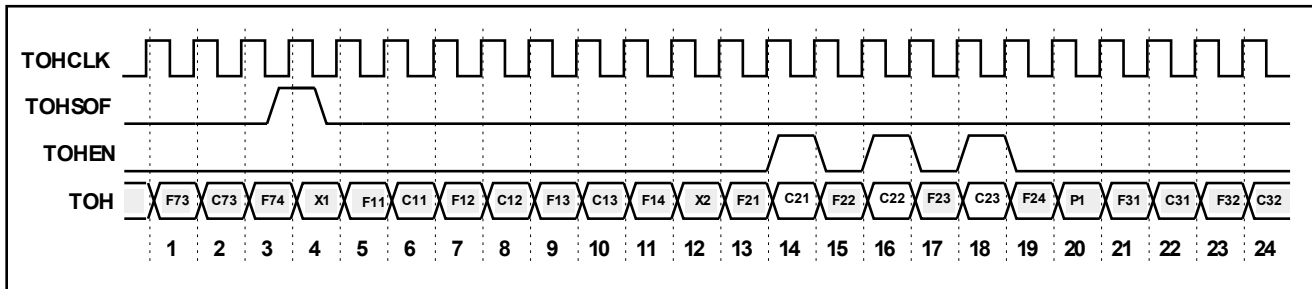 TOHCLK
TOHSOF
TOHEN
TOH F73 C73 F74 X1 F11 C11 F12 C12 F13 C13 F14 X2 F21 C21 F22 C22 F23 C23 F24 P1 F31 C31 F32 C32
1 2 3 4 5 6 7 8 9 10 11 12 13 14 15 16 17 18 19 20 21 22 23 24